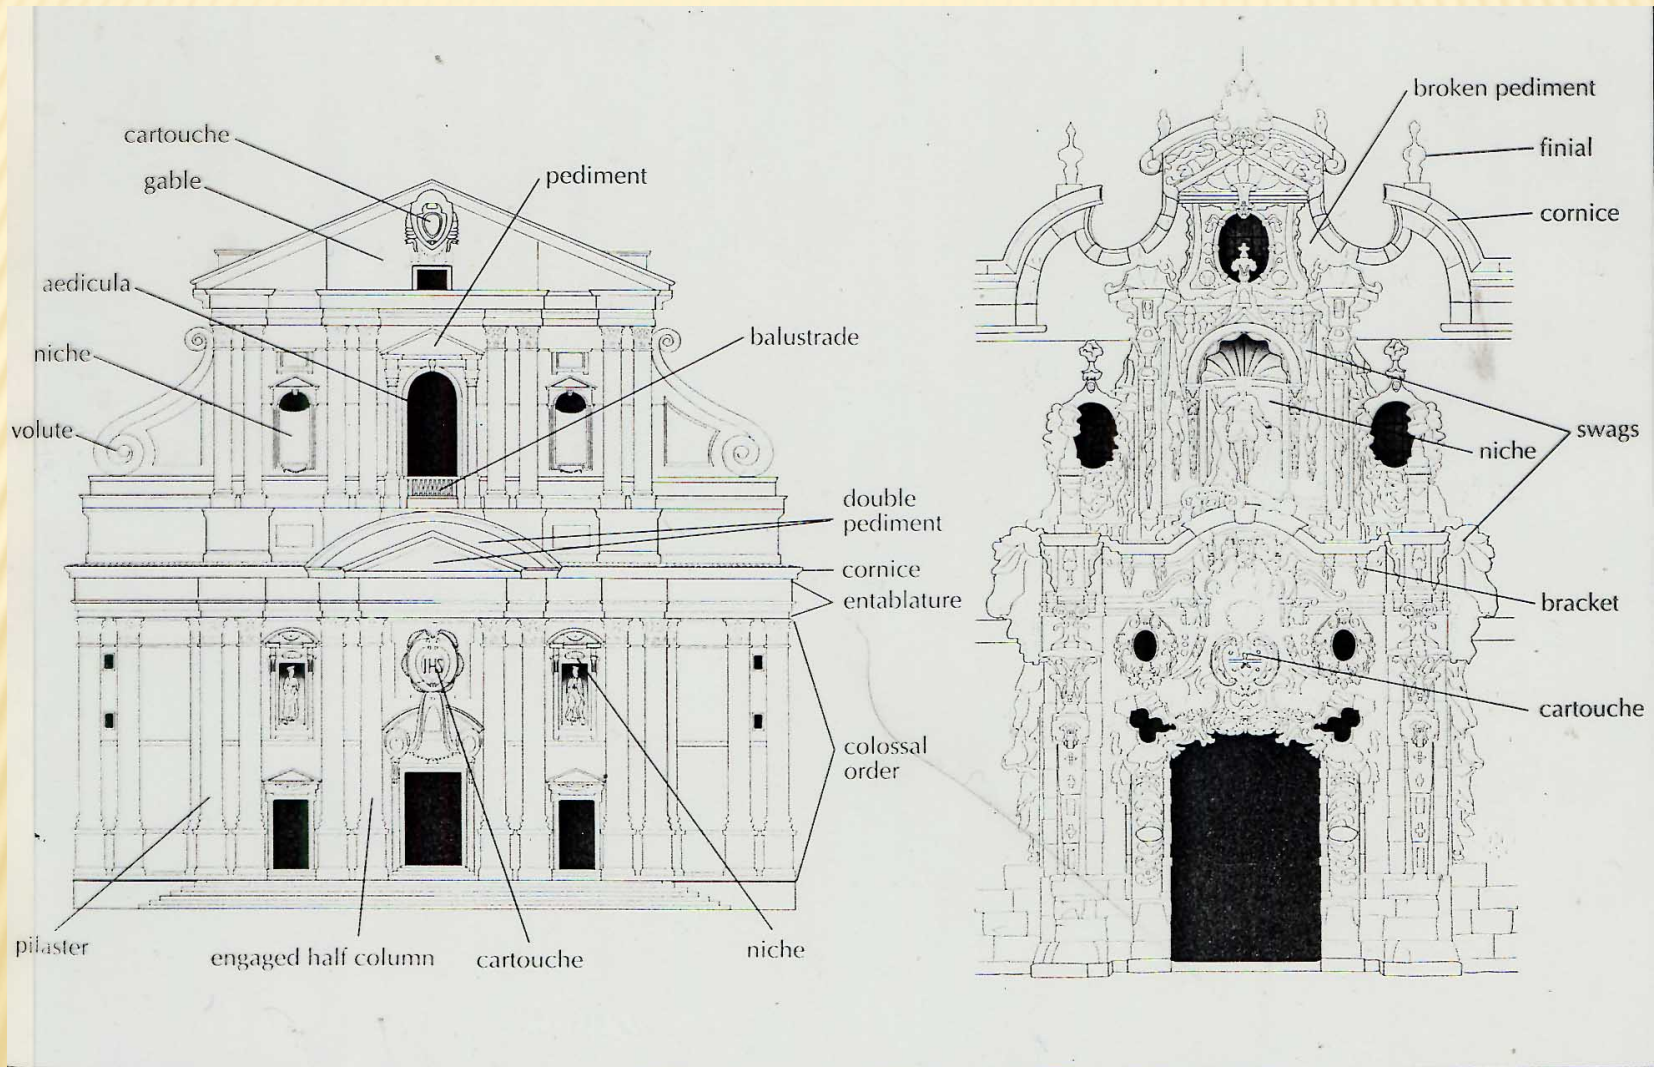 cartouche
gable
pediment
aedicula
niche
balustrade
volute
double
pediment
cornice
entablature
IHS
colossal
order
pilaster
engaged half column
cartouche
niche
broken pediment
finial
cornice
swags
niche
bracket
cartouche